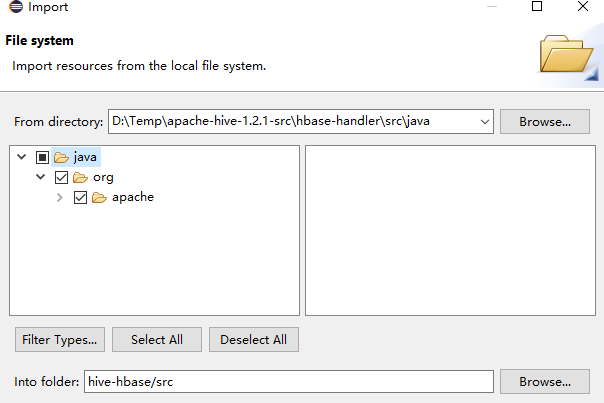 Import
File system
Import resources from the local file system.
From directory: D:\Temp\apache-hive-1.2.1-src\hbase-handler\src\java Browse...
java
org
apache
Filter Types... Select All Deselect All
Into folder: hive-hbase/src Browse...